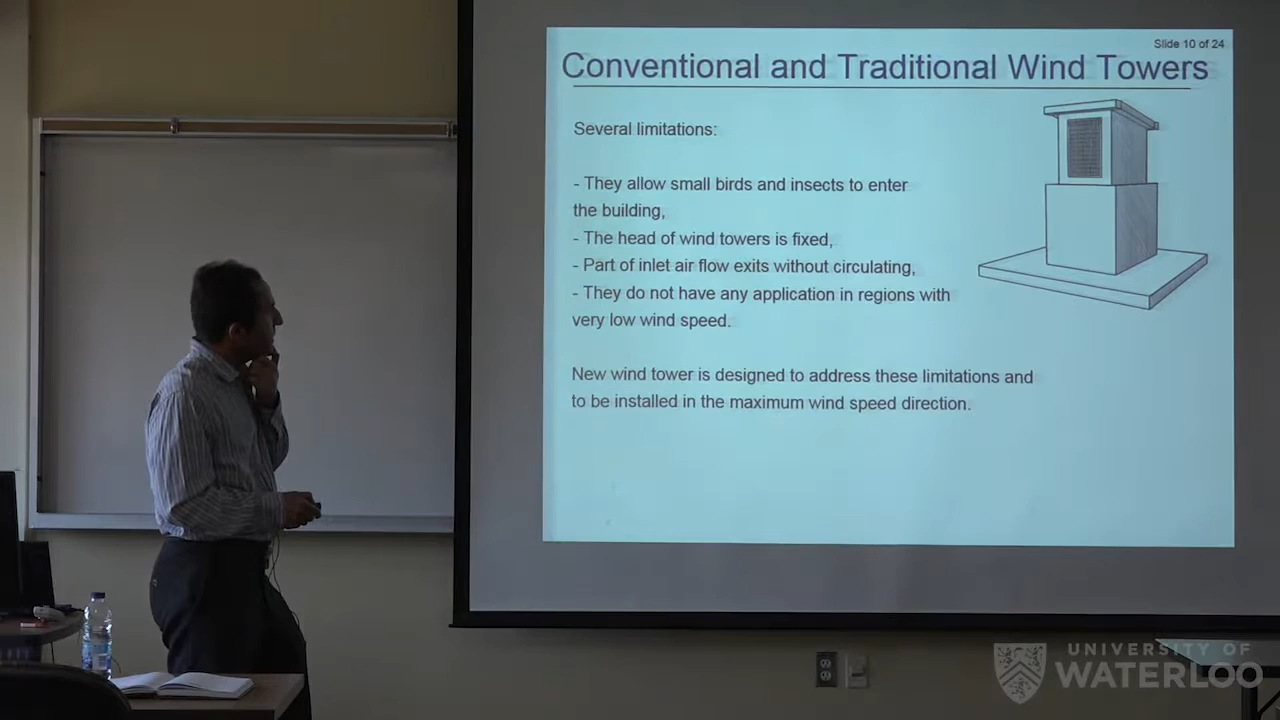 Slide 10 of 24
Conventional and Traditional Wind Towers
Several limitations:
- They allow small birds and insects to enter
the building,
- The head of wind towers is fixed,
- Part of inlet air flow exits without circulating,
- They do not have any application in regions with
very low wind speed.
New wind tower is designed to address these limitations and
to be installed in the maximum wind speed direction.
UNIVERSITY OF
WATERLOO